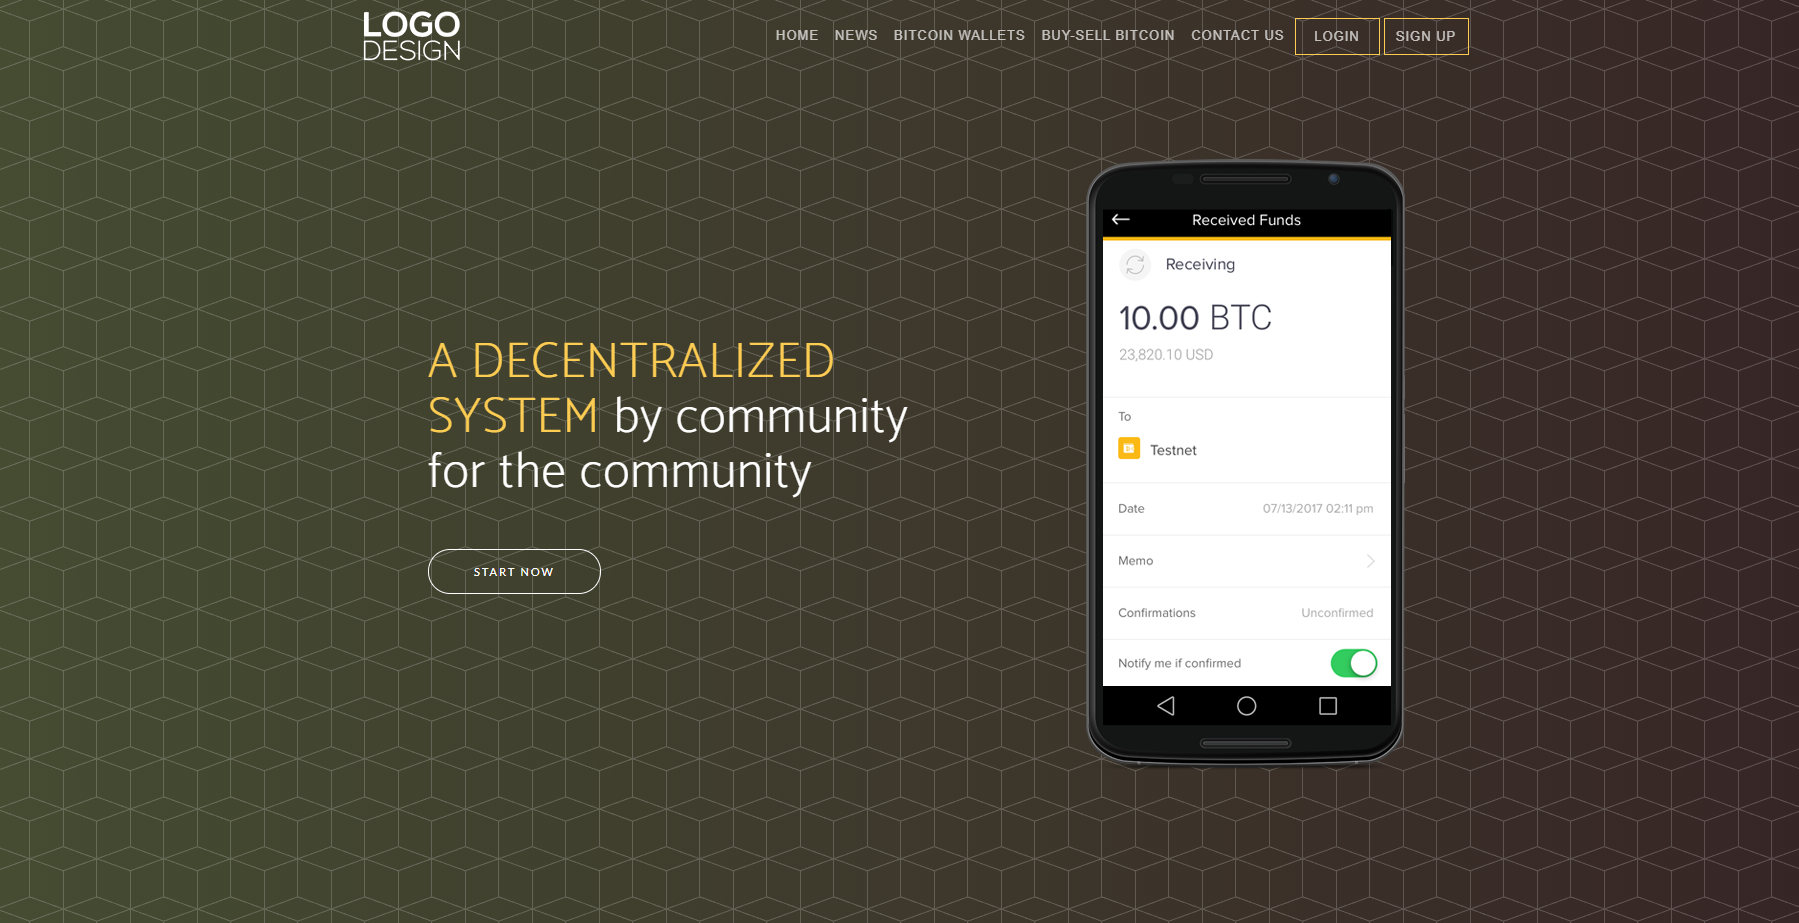 LOGO
DESIGN
HOME NEWS BITCOIN WALLETS BUY-SELL BITCOIN CONTACT US LOGIN SIGN UP
A DECENTRALIZED
SYSTEM by community
for the community
START NOW
Received Funds
Receiving
10.00 BTC
23,820.10 USD
To
Testnet
Date 07/13/2017 02:11 pm
Memo
Confirmations Unconfirmed
Notify me if confirmed